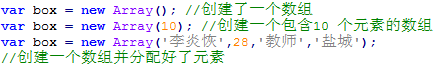 var box = new Array(); //创建了一个数组
var box = new Array(10); //创建一个包含10 个元素的数组
var box = new Array('李炎恢',28,'教师','盐城');
//创建一个数组并分配好了元素